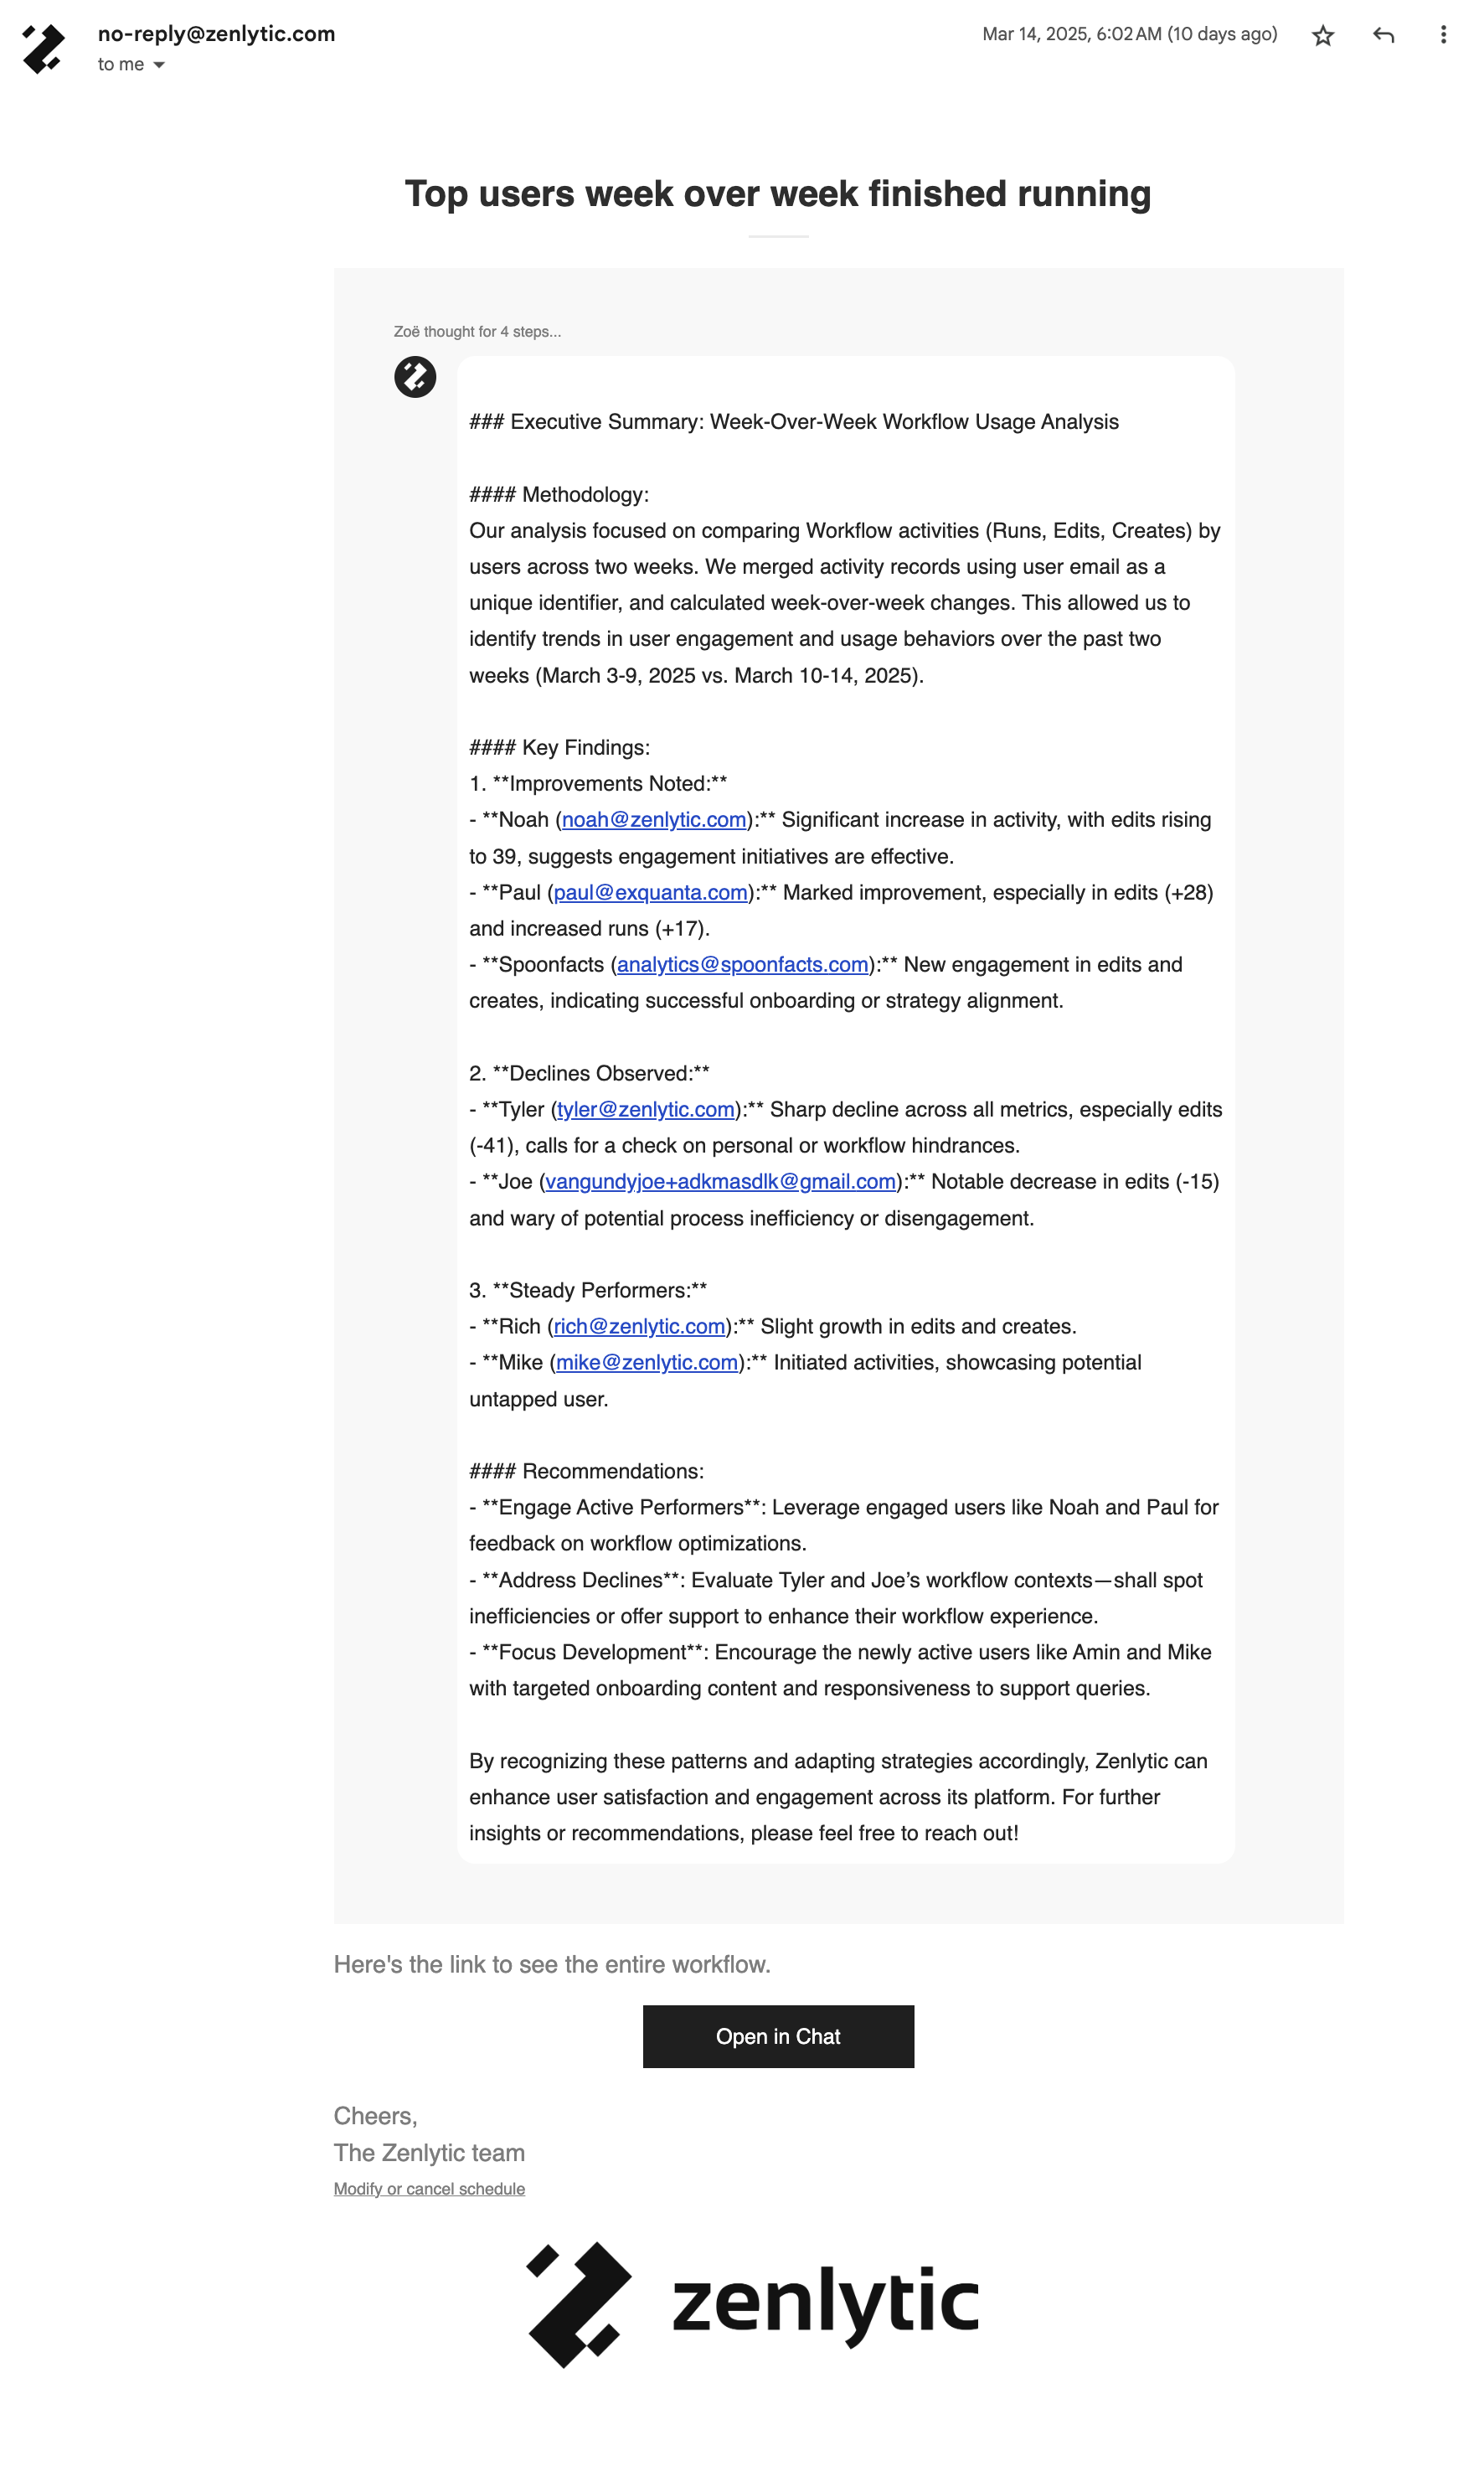 no-reply@zenlytic.com
Mar 14, 2025, 6:02 AM (10 days ago)
to me
Top users week over week finished running
Zoë thought for 4 steps...
### Executive Summary: Week-Over-Week Workflow Usage Analysis
#### Methodology:
Our analysis focused on comparing Workflow activities (Runs, Edits, Creates) by
users across two weeks. We merged activity records using user email as a
unique identifier, and calculated week-over-week changes. This allowed us to
identify trends in user engagement and usage behaviors over the past two
weeks (March 3-9, 2025 vs. March 10-14, 2025).
#### Key Findings:
1. **Improvements Noted:**
- **Noah (noah@zenlytic.com):** Significant increase in activity, with edits rising
to 39, suggests engagement initiatives are effective.
- **Paul (paul@exquanta.com):** Marked improvement, especially in edits (+28)
and increased runs (+17).
- **Spoonfacts (analytics@spoonfacts.com):** New engagement in edits and
creates, indicating successful onboarding or strategy alignment.
2. **Declines Observed:**
- **Tyler (tyler@zenlytic.com):** Sharp decline across all metrics, especially edits
(-41), calls for a check on personal or workflow hindrances.
- **Joe (vangundyjoe+adkmasdlk@gmail.com):** Notable decrease in edits (-15)
and wary of potential process inefficiency or disengagement.
3. **Steady Performers:**
- **Rich (rich@zenlytic.com):** Slight growth in edits and creates.
- **Mike (mike@zenlytic.com):** Initiated activities, showcasing potential
untapped user.
#### Recommendations:
- **Engage Active Performers**: Leverage engaged users like Noah and Paul for
feedback on workflow optimizations.
- **Address Declines**: Evaluate Tyler and Joe’s workflow contexts—shall spot
inefficiencies or offer support to enhance their workflow experience.
- **Focus Development**: Encourage the newly active users like Amin and Mike
with targeted onboarding content and responsiveness to support queries.
By recognizing these patterns and adapting strategies accordingly, Zenlytic can
enhance user satisfaction and engagement across its platform. For further
insights or recommendations, please feel free to reach out!
Here's the link to see the entire workflow.
Open in Chat
Cheers,
The Zenlytic team
Modify or cancel schedule
zenlytic